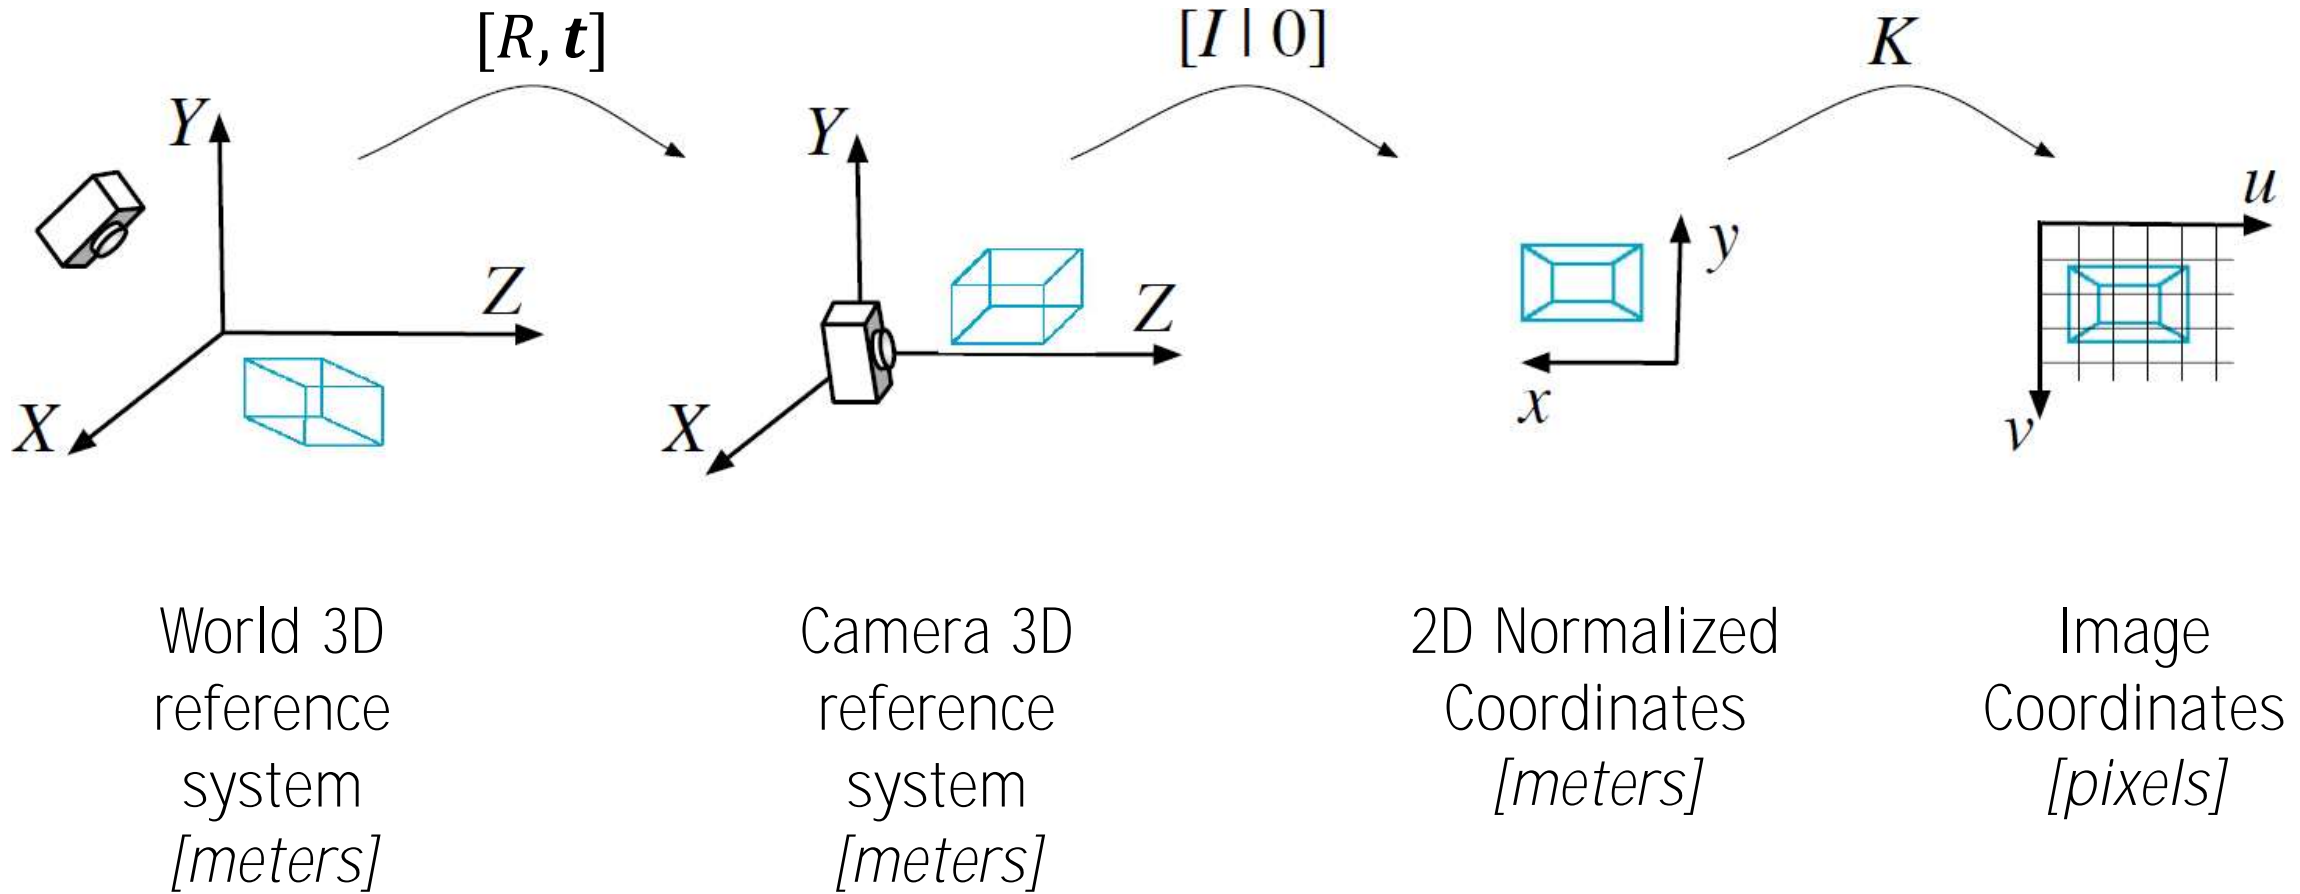 [R, t]
[I | 0]
K
Y
Z
X
Y
Z
X
y
x
u
v
World 3D
reference
system
[meters]
Camera 3D
reference
system
[meters]
2D Normalized
Coordinates
[meters]
Image
Coordinates
[pixels]